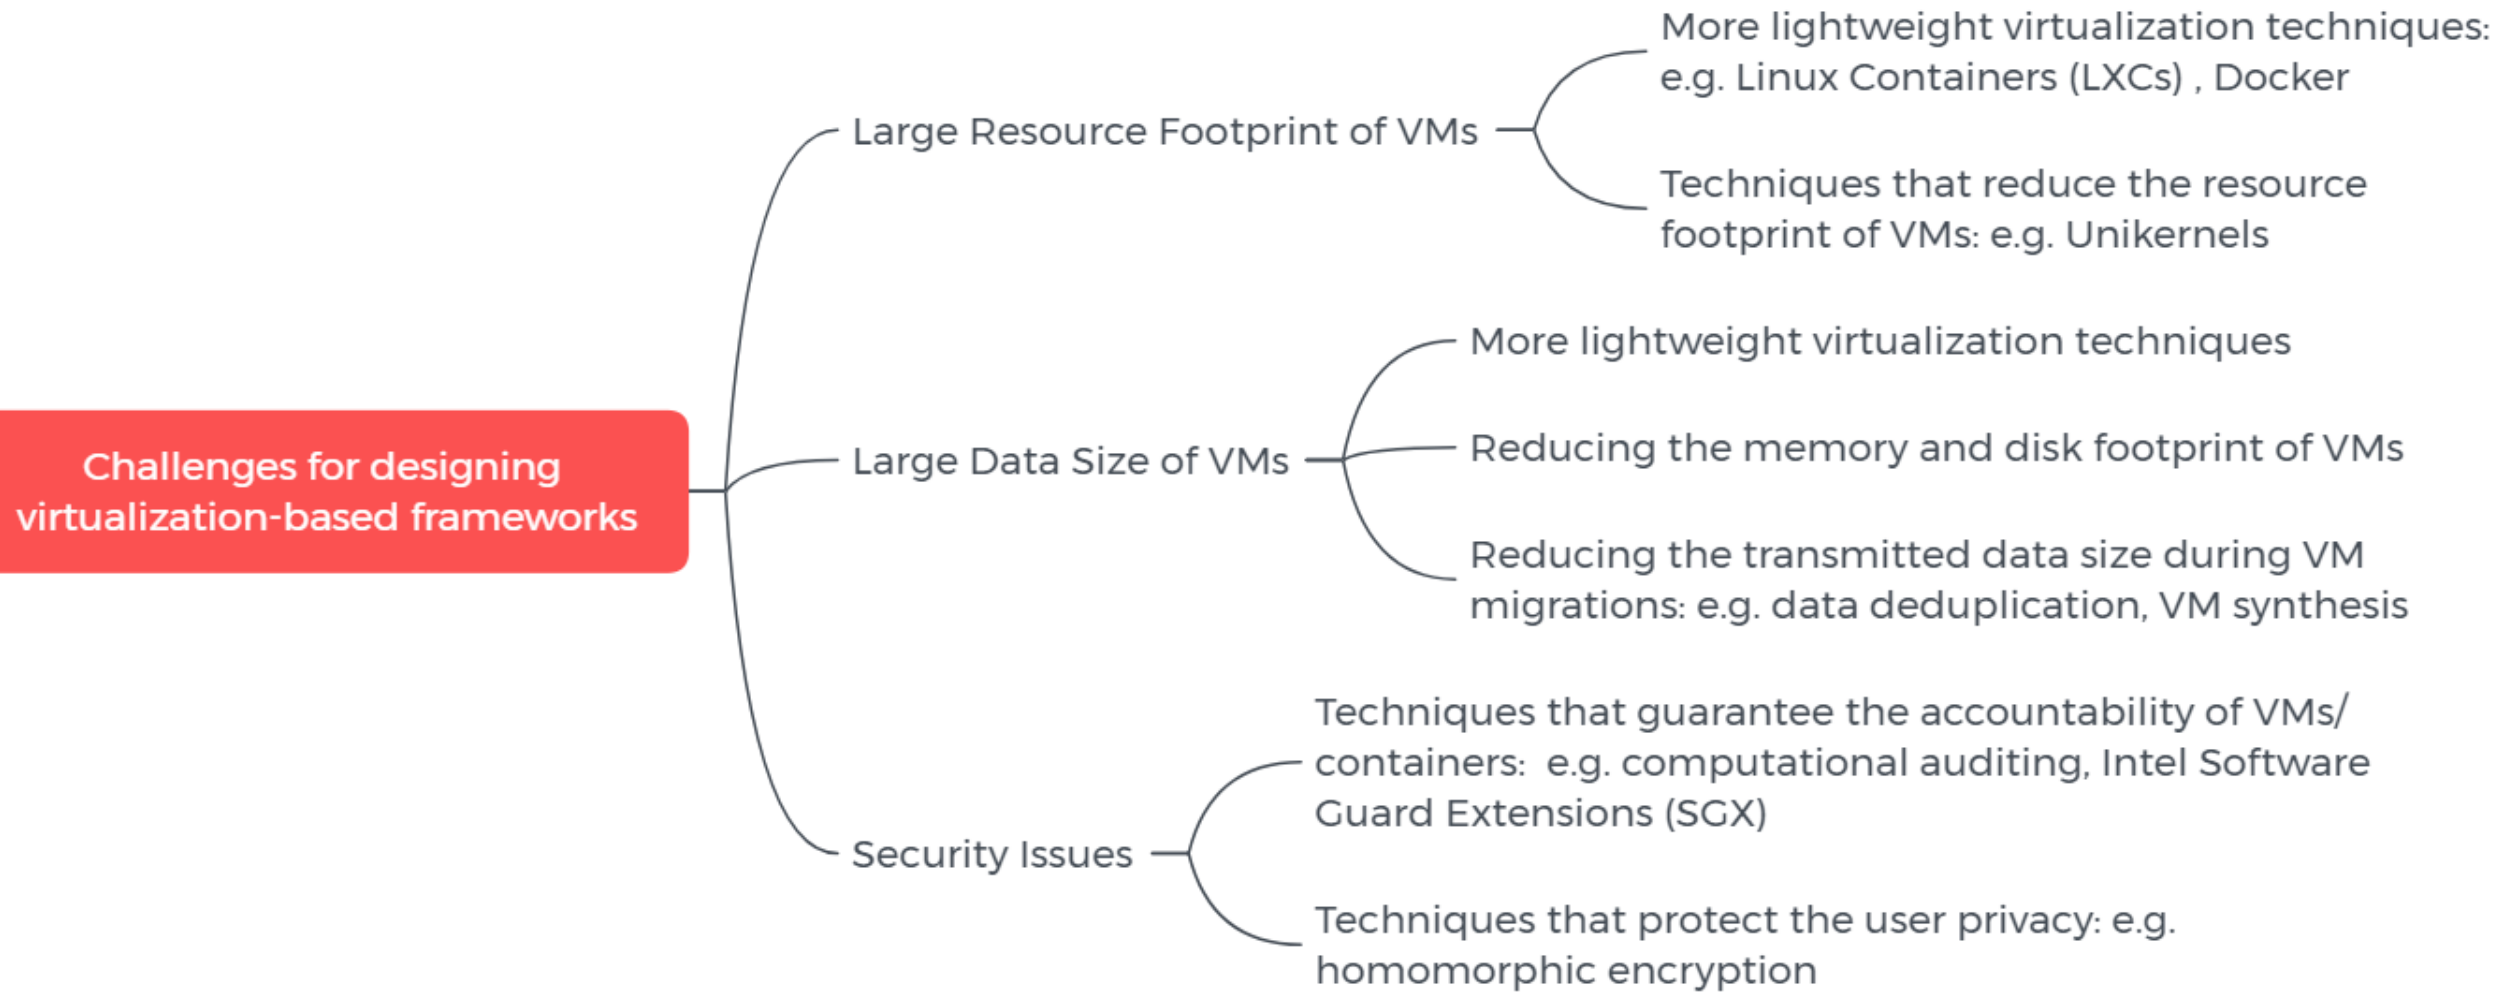 Challenges for designing
virtualization-based frameworks
Large Resource Footprint of VMs
More lightweight virtualization techniques:
e.g. Linux Containers (LXCs) , Docker
Techniques that reduce the resource
footprint of VMs: e.g. Unikernels
Large Data Size of VMs
More lightweight virtualization techniques
Reducing the memory and disk footprint of VMs
Reducing the transmitted data size during VM
migrations: e.g. data deduplication, VM synthesis
Security Issues
Techniques that guarantee the accountability of VMs/
containers:  e.g. computational auditing, Intel Software
Guard Extensions (SGX)
Techniques that protect the user privacy: e.g.
homomorphic encryption